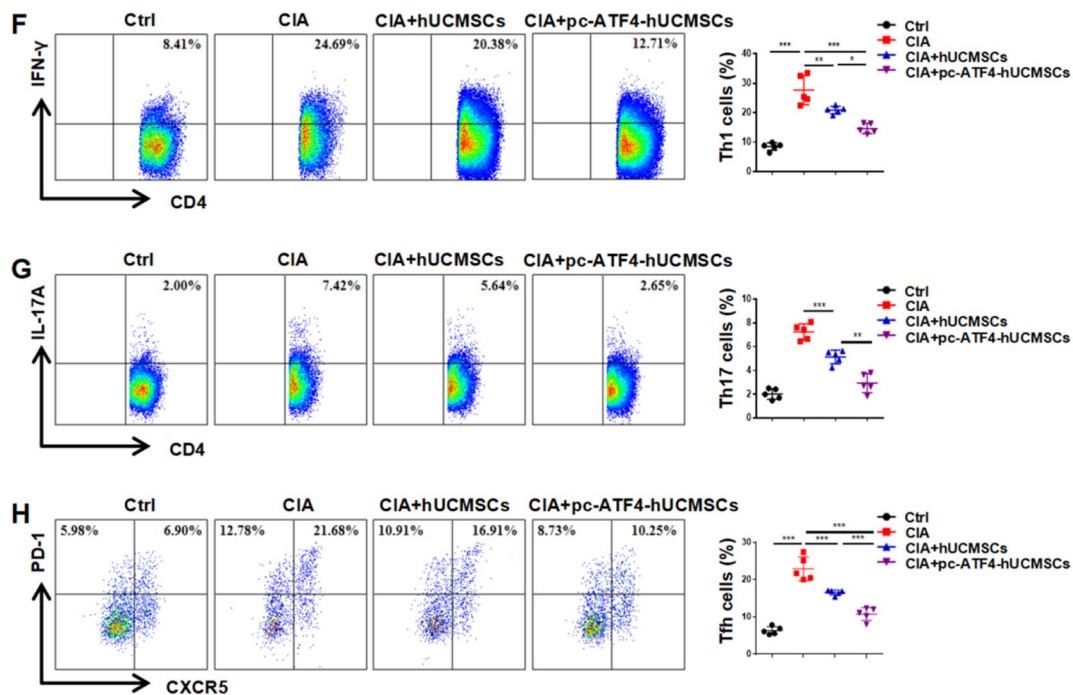 F
Ctrl CIA CIA+hUCMSCs CIA+pc-ATF4-hUCMSCs
8.41% 24.69% 20.38% 12.71%
IFN-γ
CD4
Th1 cells (%)
40
30
20
10
0
*** ***
** *
Ctrl
CIA
CIA+hUCMSCs
CIA+pc-ATF4-hUCMSCs
G
Ctrl CIA CIA+hUCMSCs CIA+pc-ATF4-hUCMSCs
2.00% 7.42% 5.64% 2.65%
IL-17A
CD4
Th17 cells (%)
10
8
6
4
2
0
***
**
Ctrl
CIA
CIA+hUCMSCs
CIA+pc-ATF4-hUCMSCs
H
Ctrl CIA CIA+hUCMSCs CIA+pc-ATF4-hUCMSCs
5.98% 6.90% 12.78% 21.68% 10.91% 16.91% 8.73% 10.25%
PD-1
CXCR5
Tfh cells (%)
30
20
10
0
***
*** *** ***
Ctrl
CIA
CIA+hUCMSCs
CIA+pc-ATF4-hUCMSCs